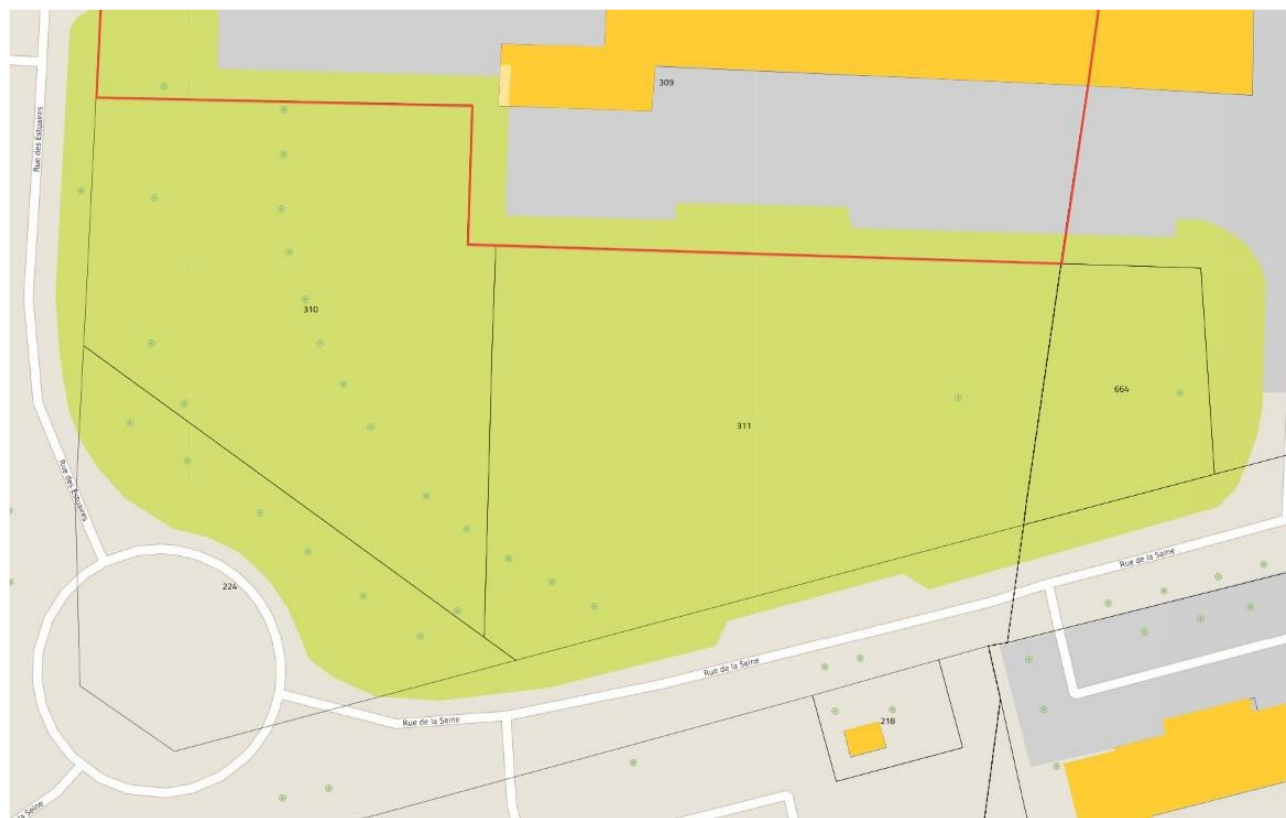 309
Rue des Estuaires
310
664
311
Rue des Estuaires
Rue de la Seine
224
Rue de la Seine
218
Rue de la Seine
la Seine